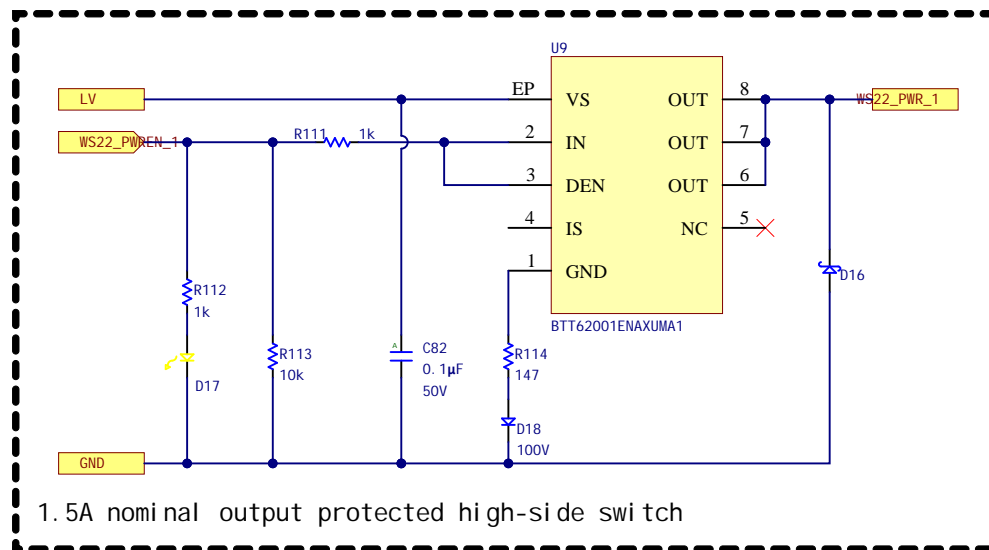 U9
LV
EP
VS
OUT
8
WS22_PWR_1
WS22_PWREN_1
R111
1k
2
IN
OUT
7
3
DEN
OUT
6
4
IS
NC
5
1
GND
D16
R112
1k
BTT62001ENAXUMA1
A
C82
0.1µF
50V
R113
10k
R114
147
D17
D18
100V
GND
1.5A nominal output protected high-side switch